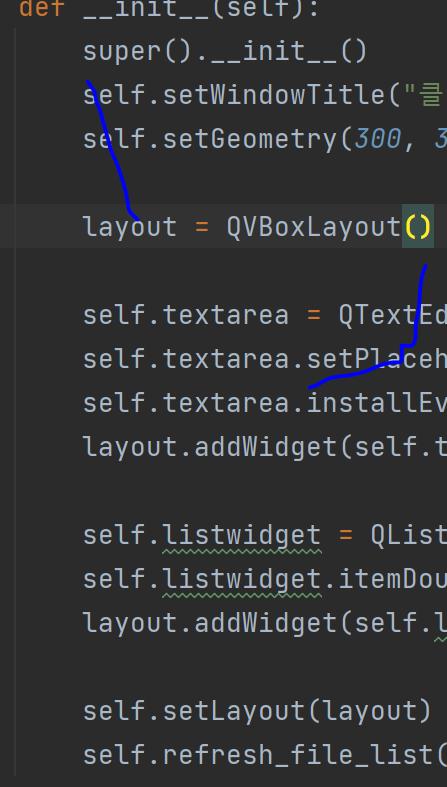 def __init__(self):
super().__init__()
self.setWindowTitle("클
self.setGeometry(300, 3
layout = QVBoxLayout()
self.textarea = QTextEd
self.textarea.setPlaceh
self.textarea.installEv
layout.addWidget(self.t
self.listwidget = QList
self.listwidget.itemDou
layout.addWidget(self.l
self.setLayout(layout)
self.refresh_file_list(